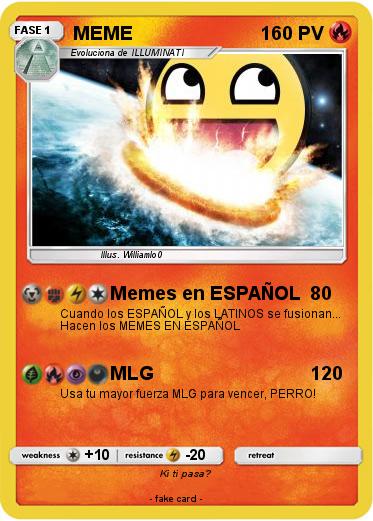 FASE 1
MEME
160 PV
Evoluciona de ILLUMINATI
Illus. Williamlo0
Memes en ESPAÑOL 80
Cuando los ESPAÑOL y los LATINOS se fusionan...
Hacen los MEMES EN ESPAÑOL
MLG 120
Usa tu mayor fuerza MLG para vencer, PERRO!
weakness +10 resistance -20 retreat
Ki ti pasa?
- fake card -